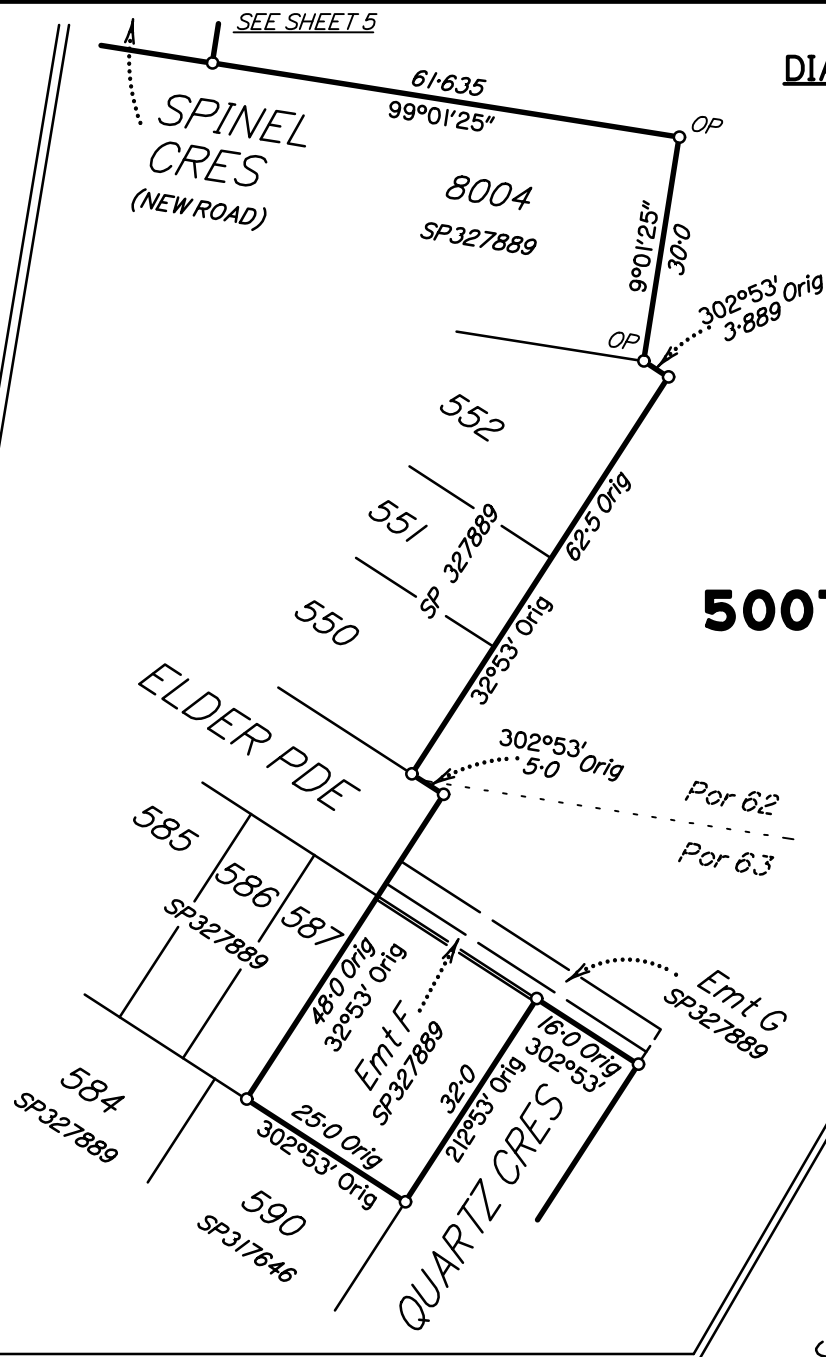 SEE SHEET 5
DIA
61·635
99°01'25"
OP
SPINEL
CRES
(NEW ROAD)
8004
SP327889
9°01'25"
30·0
302°53' Orig
3·889
OP
552
551
SP 327889
62·5 Orig
32°53' Orig
550
5001
ELDER PDE
302°53' Orig
5·0
Por 62
Por 63
585
586
587
SP327889
48·0 Orig
32°53' Orig
Emt F
SP327889
Emt G
SP327889
16·0 Orig
302°53'
32·0
212°53' Orig
584
SP327889
25·0 Orig
302°53' Orig
QUARTZ CRES
590
SP317646